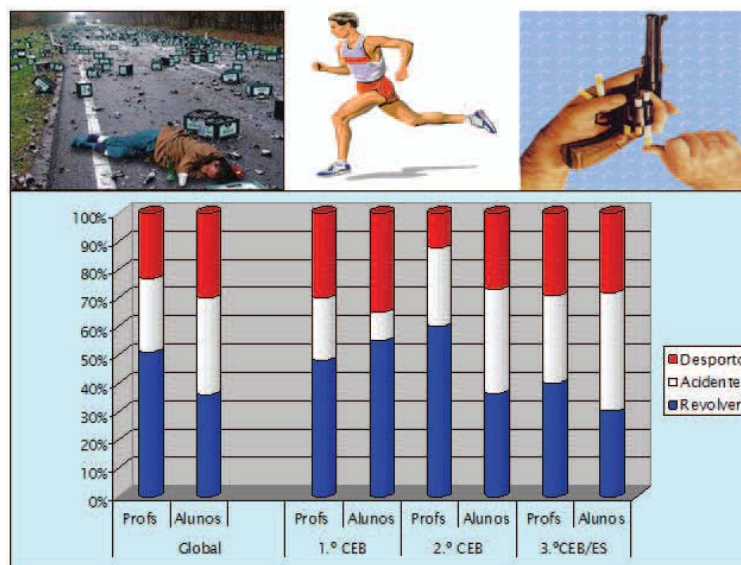 100%
90%
80%
70%
60%
50%
40%
30%
20%
10%
0%
Desporto
Acidente
Revolver
Profs Alunos Profs Alunos Profs Alunos Profs Alunos
Global 1.º CEB 2.º CEB 3.ºCEB/ES